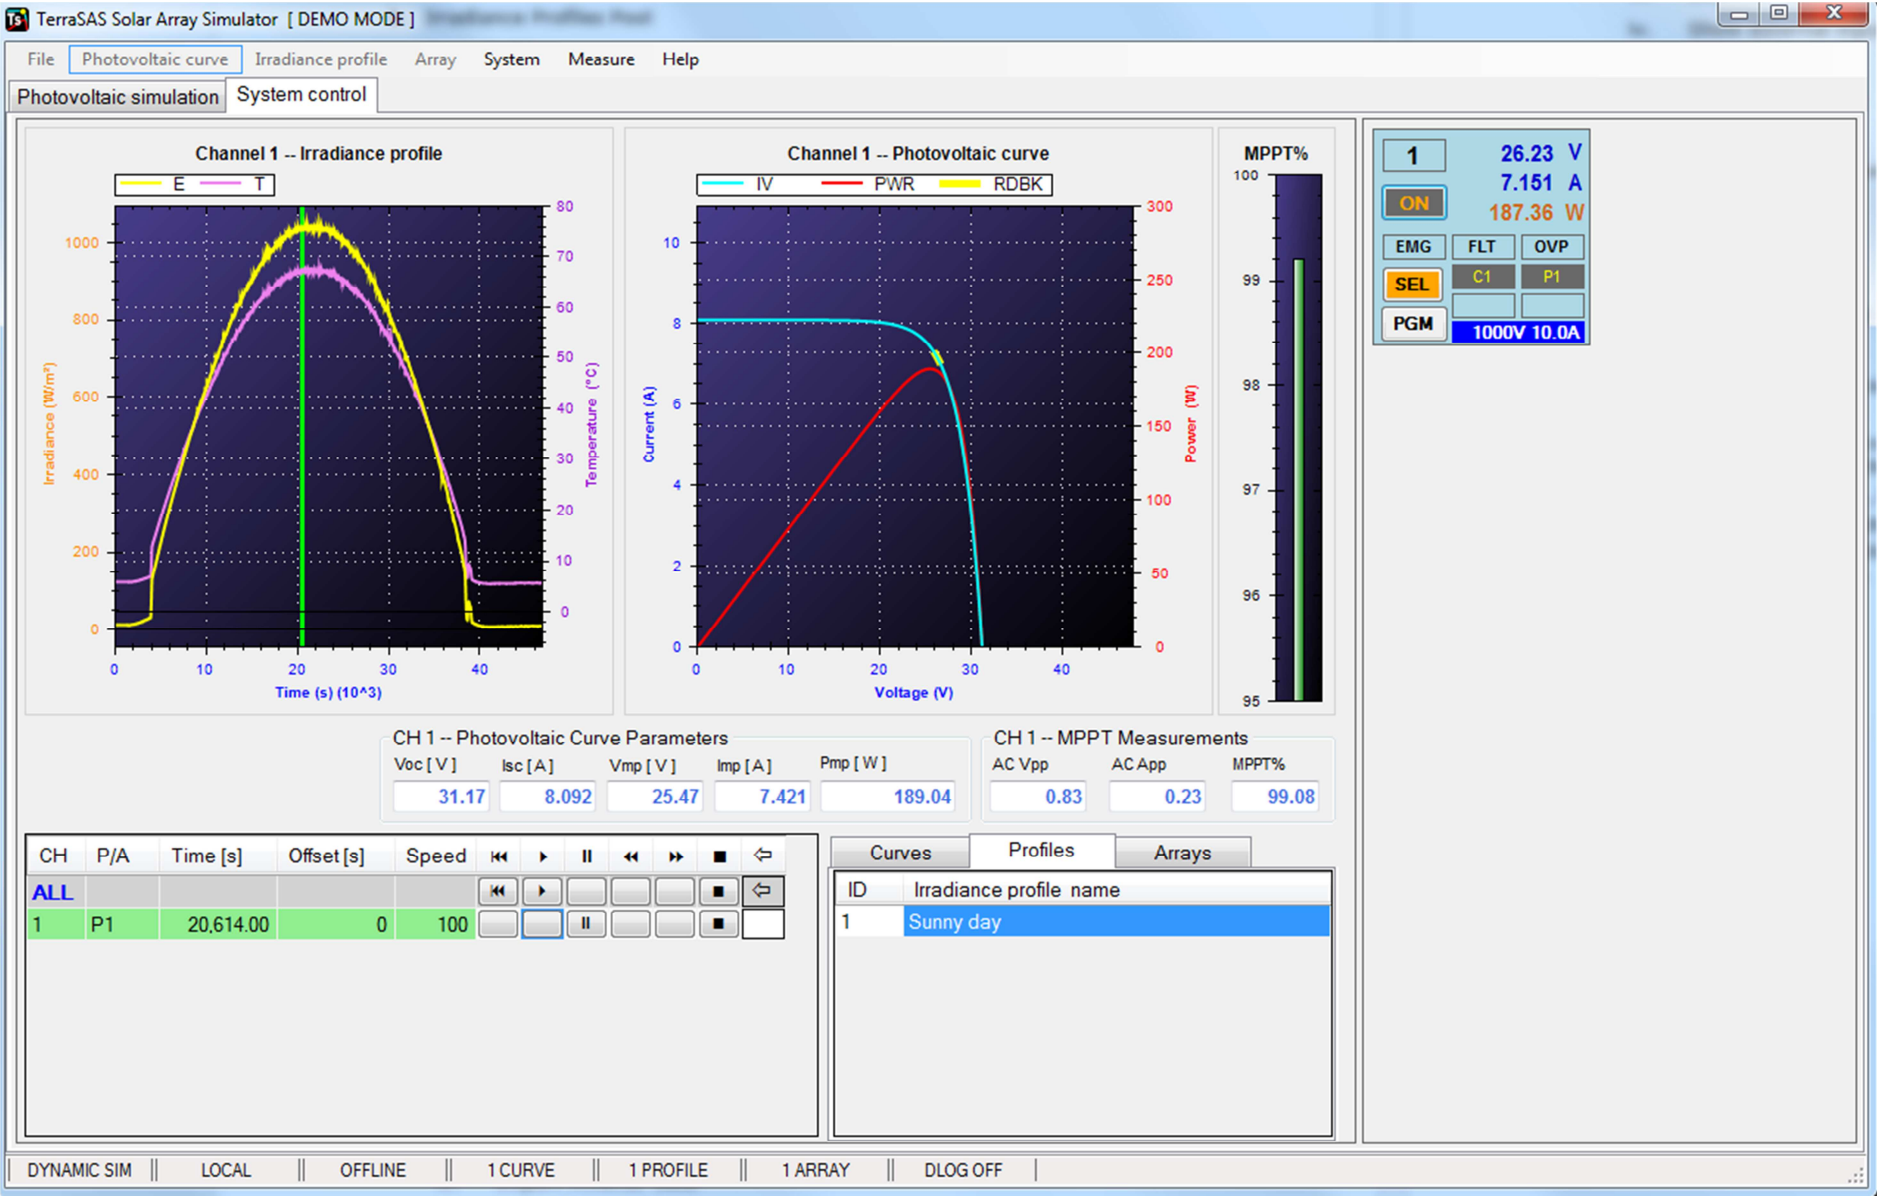 TerraSAS Solar Array Simulator [ DEMO MODE ]
File Photovoltaic curve Irradiance profile Array System Measure Help
Photovoltaic simulation System control
Channel 1 -- Irradiance profile
E T
1000
800
600
400
200
0
Irradiance (W/m²)
80
70
60
50
40
30
20
10
0
Temperature (°C)
0 10 20 30 40
Time (s) (10^3)
Channel 1 -- Photovoltaic curve
IV PWR RDBK
10
8
6
4
2
0
Current (A)
300
250
200
150
100
50
0
Power (W)
0 10 20 30 40
Voltage (V)
MPPT%
100
99
98
97
96
95
1 26.23 V
7.151 A
ON 187.36 W
EMG FLT OVP
SEL C1 P1
PGM 1000V 10.0A
CH 1 -- Photovoltaic Curve Parameters
Voc [ V ] Isc [ A ] Vmp [ V ] Imp [ A ] Pmp [ W ]
31.17 8.092 25.47 7.421 189.04
CH 1 -- MPPT Measurements
AC Vpp AC App MPPT%
0.83 0.23 99.08
CH P/A Time [s] Offset [s] Speed
ALL
1 P1 20,614.00 0 100
Curves Profiles Arrays
ID Irradiance profile name
1 Sunny day
DYNAMIC SIM LOCAL OFFLINE 1 CURVE 1 PROFILE 1 ARRAY DLOG OFF